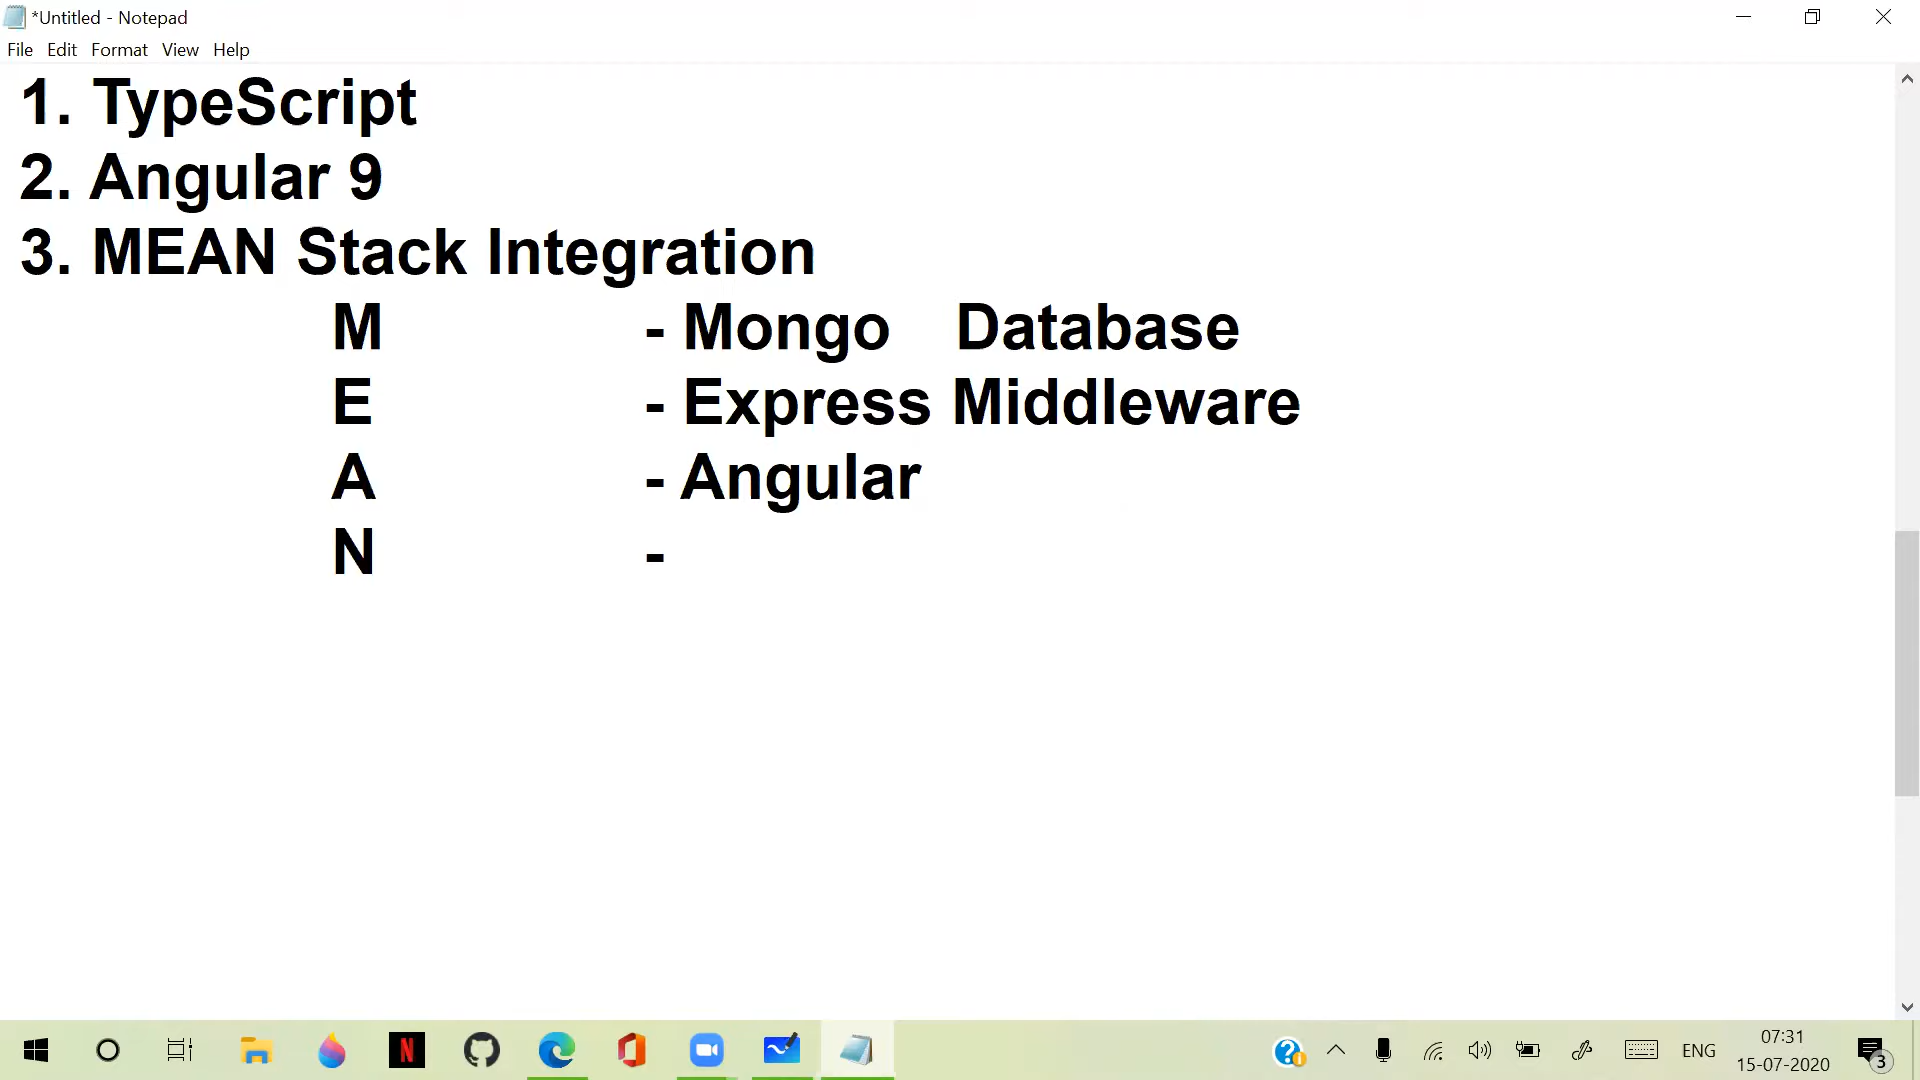 *Untitled - Notepad
File Edit Format View Help
1. TypeScript
2. Angular 9
3. MEAN Stack Integration
M - Mongo Database
E - Express Middleware
A - Angular
N -
ENG
07:31
15-07-2020
3